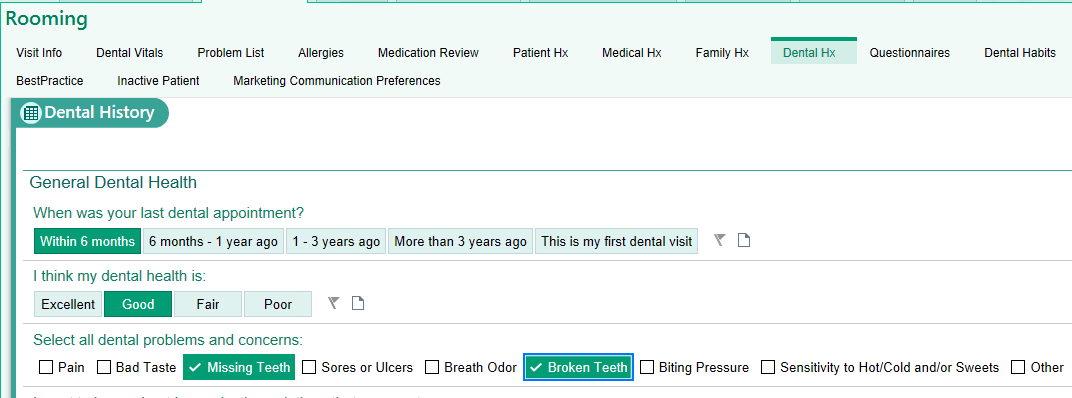 Rooming
Visit Info Dental Vitals Problem List Allergies Medication Review Patient Hx Medical Hx Family Hx Dental Hx Questionnaires Dental Habits
BestPractice Inactive Patient Marketing Communication Preferences
Dental History
General Dental Health
When was your last dental appointment?
Within 6 months 6 months - 1 year ago 1 - 3 years ago More than 3 years ago This is my first dental visit
I think my dental health is:
Excellent Good Fair Poor
Select all dental problems and concerns:
Pain Bad Taste Missing Teeth Sores or Ulcers Breath Odor Broken Teeth Biting Pressure Sensitivity to Hot/Cold and/or Sweets Other